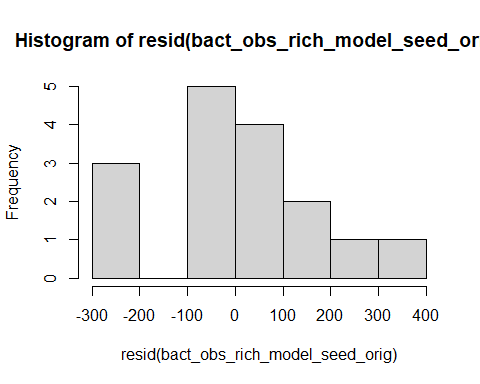 Histogram of resid(bact_obs_rich_model_seed_or
Frequency
5
4
3
2
1
0
-300 -200 -100 0 100 200 300 400
resid(bact_obs_rich_model_seed_orig)